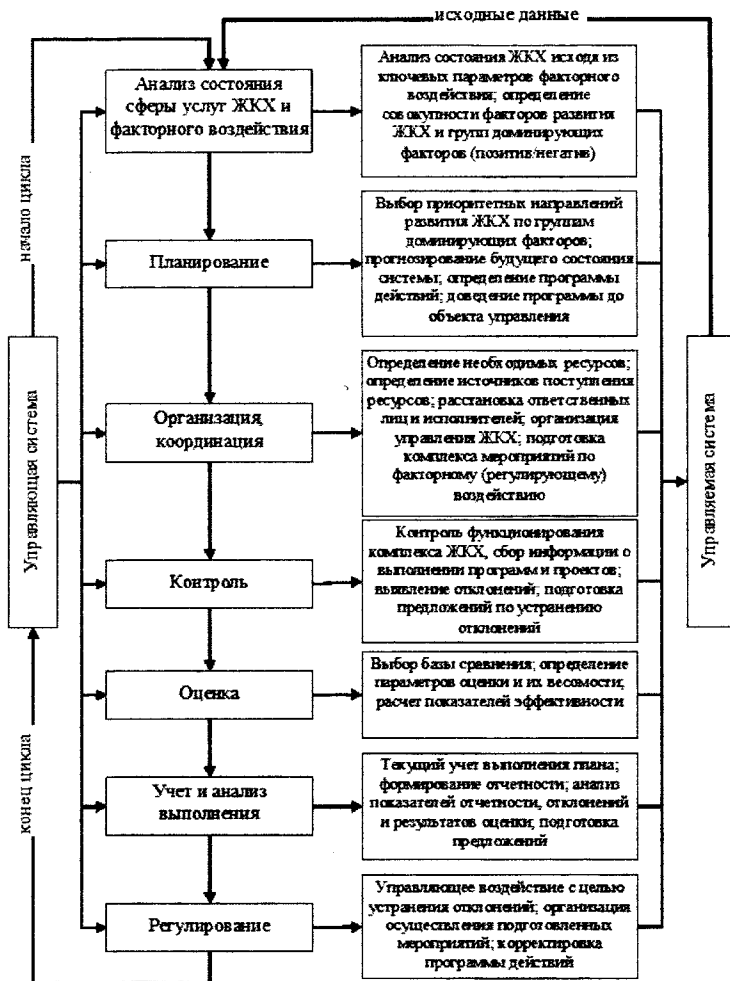 исходные данные
начало цикла
Управляющая система
конец цикла
Анализ состояния
сферы услуг ЖКХ и
факторного воздействия
Анализ состояния ЖКХ исходя из
ключевых параметров факторного
воздействия; определение
совокупности факторов развития
ЖКХ и групп доминирующих
факторов (позитив/негатив)
Планирование
Выбор приоритетных направлений
развития ЖКХ по группам
доминирующих факторов;
прогнозирование будущего состояния
системы; определение программы
действий; доведение программы до
объекта управления
Организация,
координация
Определение необходимых ресурсов;
определение источников поступления
ресурсов; расстановка ответственных
лиц и исполнителей; организация
управления ЖКХ; подготовка
комплекса мероприятий по
факторному (регулирующему)
воздействию
Контроль
Контроль функционирования
комплекса ЖКХ, сбор информации о
выполнении программ и проектов;
выявление отклонений; подготовка
предложений по устранению
отклонений
Оценка
Выбор базы сравнения; определение
параметров оценки и их весомости;
расчет показателей эффективности
Учет и анализ
выполнения
Текущий учет выполнения плана;
формирование отчетности; анализ
показателей отчетности, отклонений
и результатов оценки; подготовка
предложений
Регулирование
Управляющее воздействие с целью
устранения отклонений; организация
осуществления подготовленных
мероприятий; корректировка
программы действий
Управляемая система